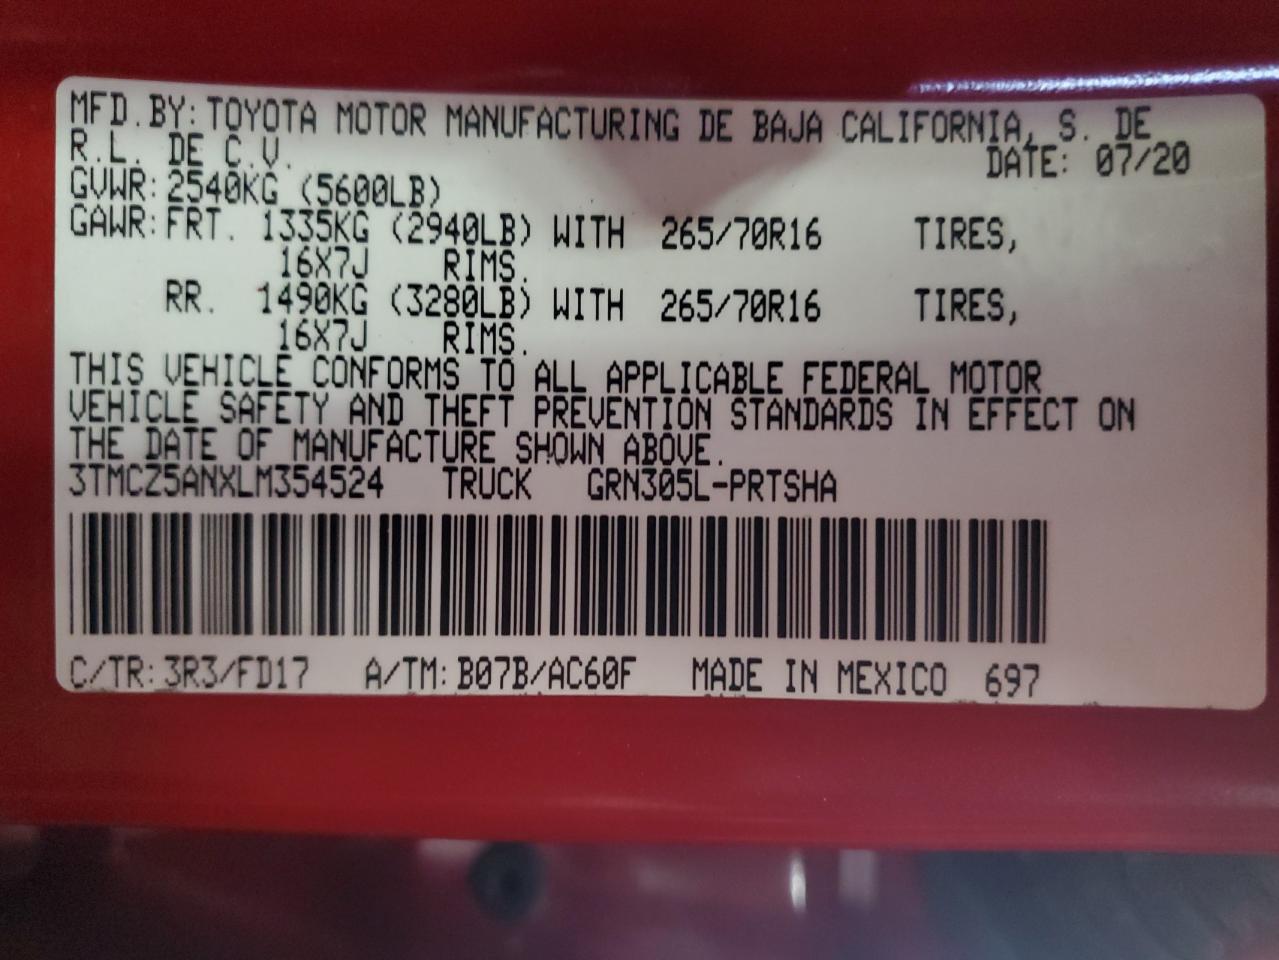 MFD.BY: TOYOTA MOTOR MANUFACTURING DE BAJA CALIFORNIA, S. DE
R.L. DE C.V. DATE: 07/20
GVWR: 2540KG (5600LB)
GAWR: FRT. 1335KG (2940LB) WITH 265/70R16 TIRES,
16X7J RIMS.
RR. 1490KG (3280LB) WITH 265/70R16 TIRES,
16X7J RIMS.
THIS VEHICLE CONFORMS TO ALL APPLICABLE FEDERAL MOTOR
VEHICLE SAFETY AND THEFT PREVENTION STANDARDS IN EFFECT ON
THE DATE OF MANUFACTURE SHOWN ABOVE.
3TMCZ5ANXLM354524 TRUCK GRN305L-PRTSHA
C/TR: 3R3/FD17 A/TM: B07B/AC60F MADE IN MEXICO 697